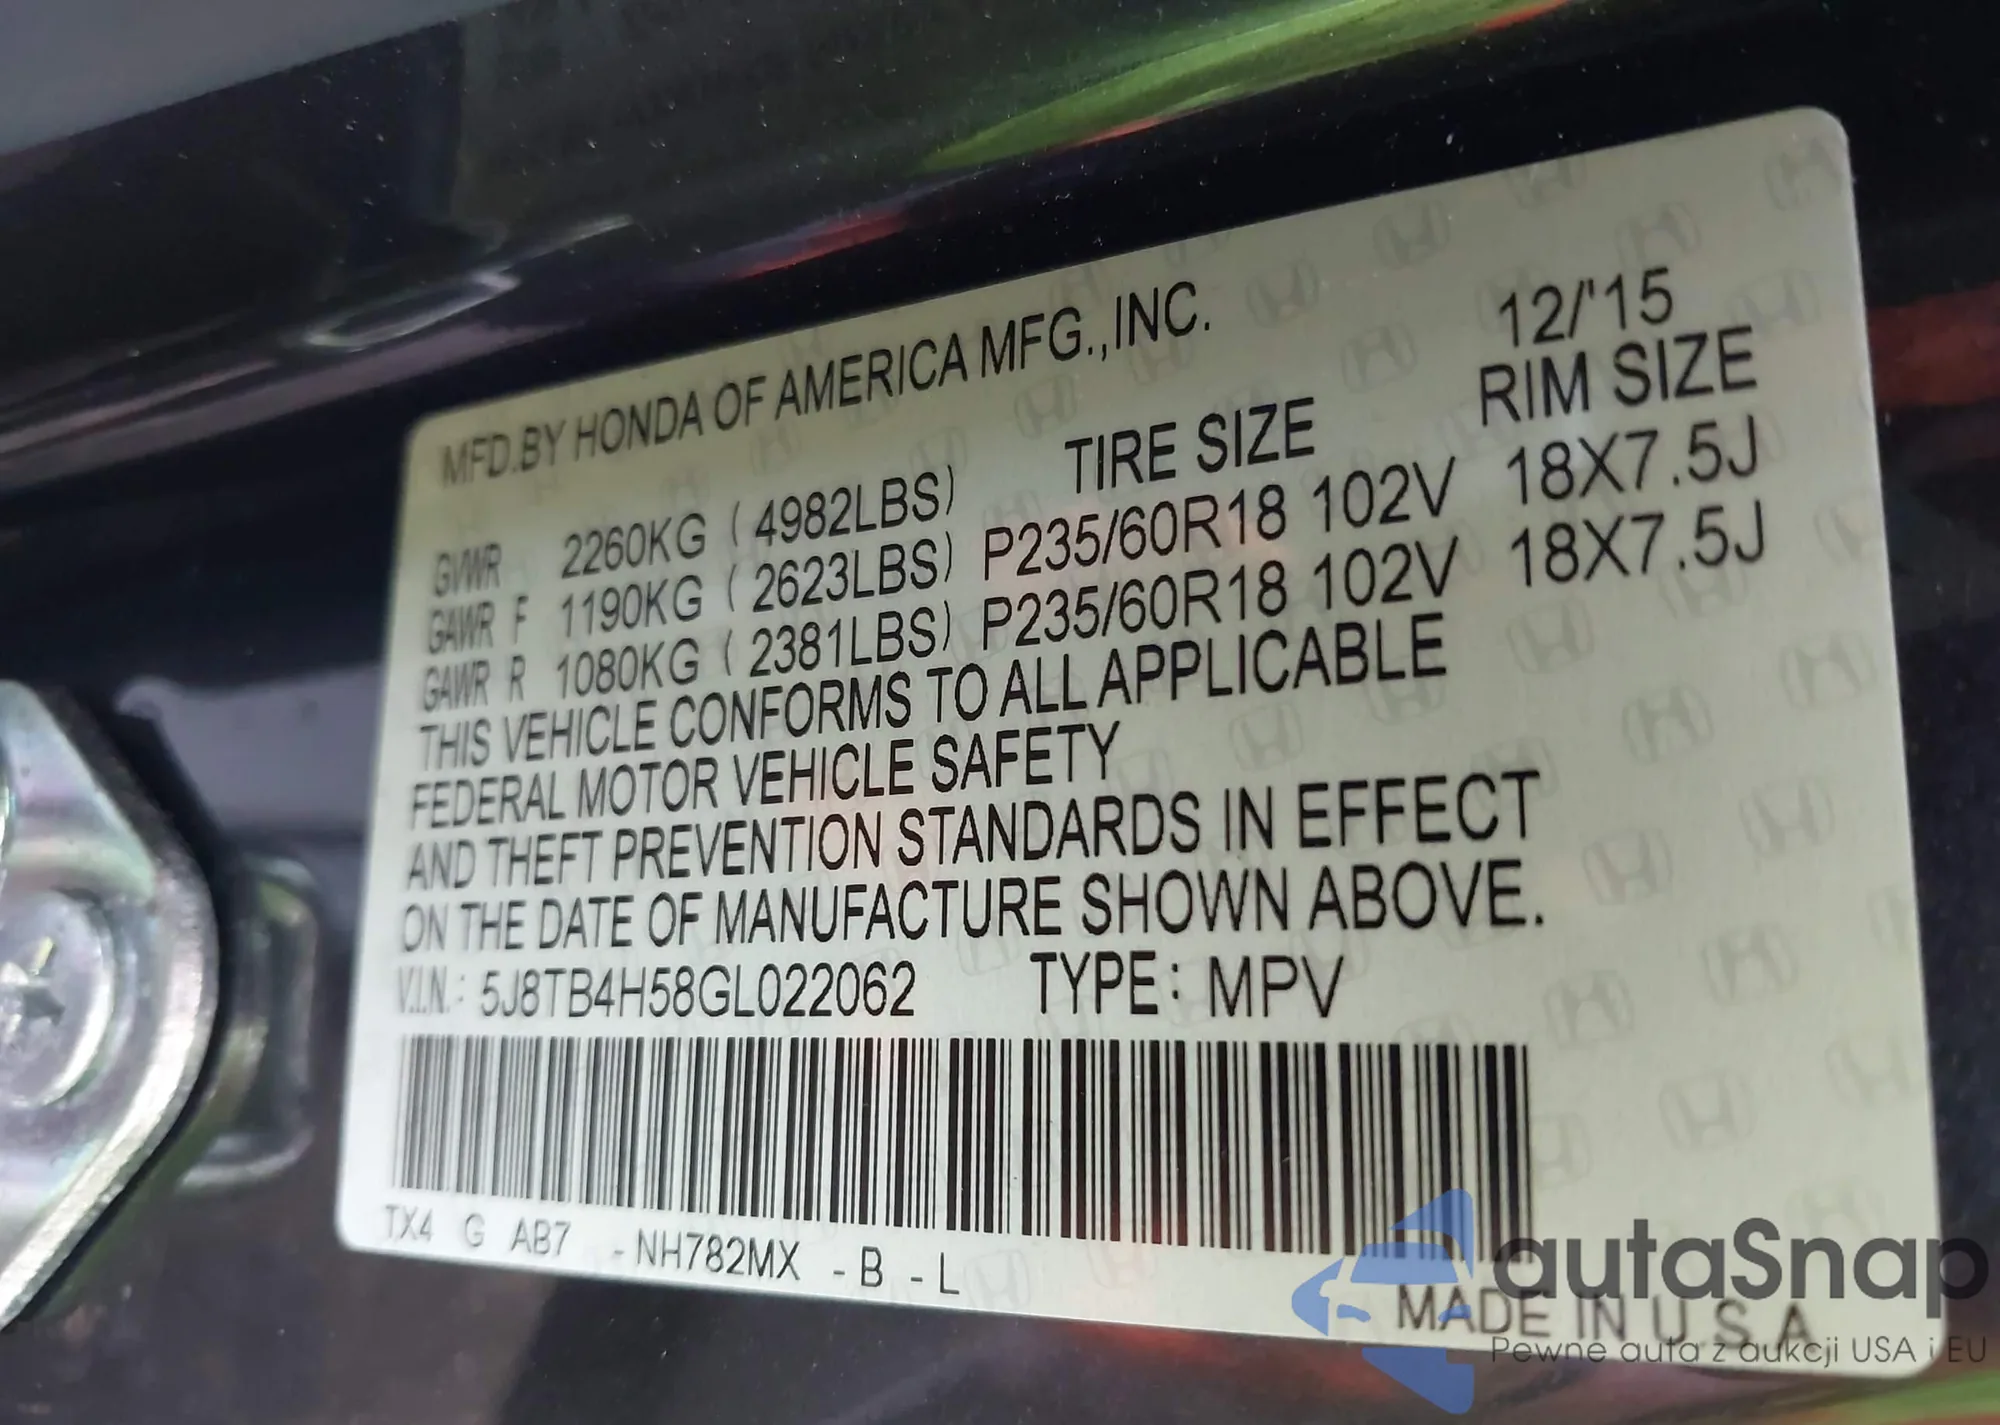 MFD.BY HONDA OF AMERICA MFG.,INC. 12/'15
TIRE SIZE RIM SIZE
GVWR 2260KG ( 4982LBS)
GAWR F 1190KG ( 2623LBS) P235/60R18 102V 18X7.5J
GAWR R 1080KG ( 2381LBS) P235/60R18 102V 18X7.5J
THIS VEHICLE CONFORMS TO ALL APPLICABLE
FEDERAL MOTOR VEHICLE SAFETY
AND THEFT PREVENTION STANDARDS IN EFFECT
ON THE DATE OF MANUFACTURE SHOWN ABOVE.
V.I.N.: 5J8TB4H58GL022062 TYPE: MPV
TX4 G AB7 -NH782MX -B -L
MADE IN U.S.A
autaSnap
Pewne auta z aukcji USA i EU